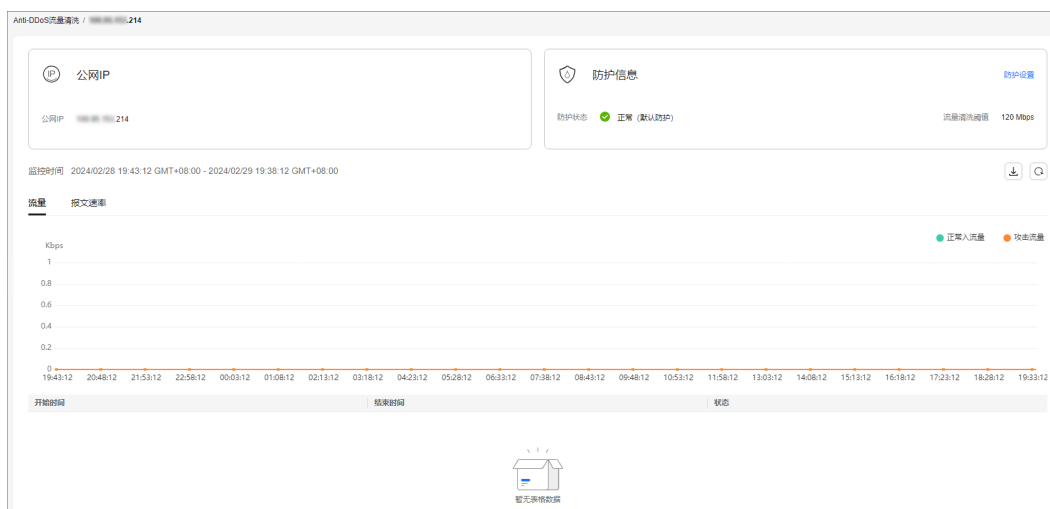 Anti-DDoS流量清洗 / .214
公网IP
公网IP .214
防护信息
防护设置
防护状态 正常 (默认防护)
流量清洗阈值 120 Mbps
监控时间 2024/02/28 19:43:12 GMT+08:00 - 2024/02/29 19:38:12 GMT+08:00
流量 报文速率
正常入流量 攻击流量
Kbps
1
0.8
0.6
0.4
0.2
0
19:43:12 20:48:12 21:53:12 22:58:12 00:03:12 01:08:12 02:13:12 03:18:12 04:23:12 05:28:12 06:33:12 07:38:12 08:43:12 09:48:12 10:53:12 11:58:12 13:03:12 14:08:12 15:13:12 16:18:12 17:23:12 18:28:12 19:33:12
开始时间 结束时间 状态
暂无表格数据